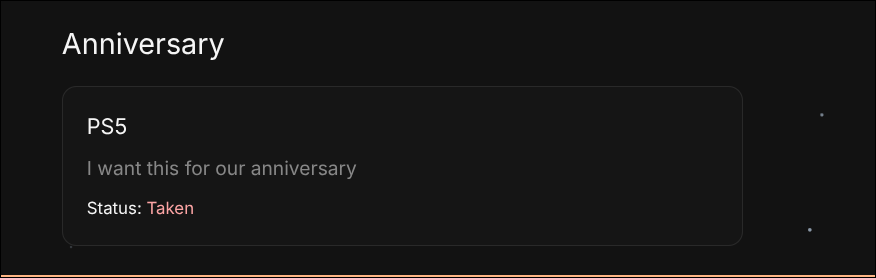 Anniversary
PS5
I want this for our anniversary
Status: Taken